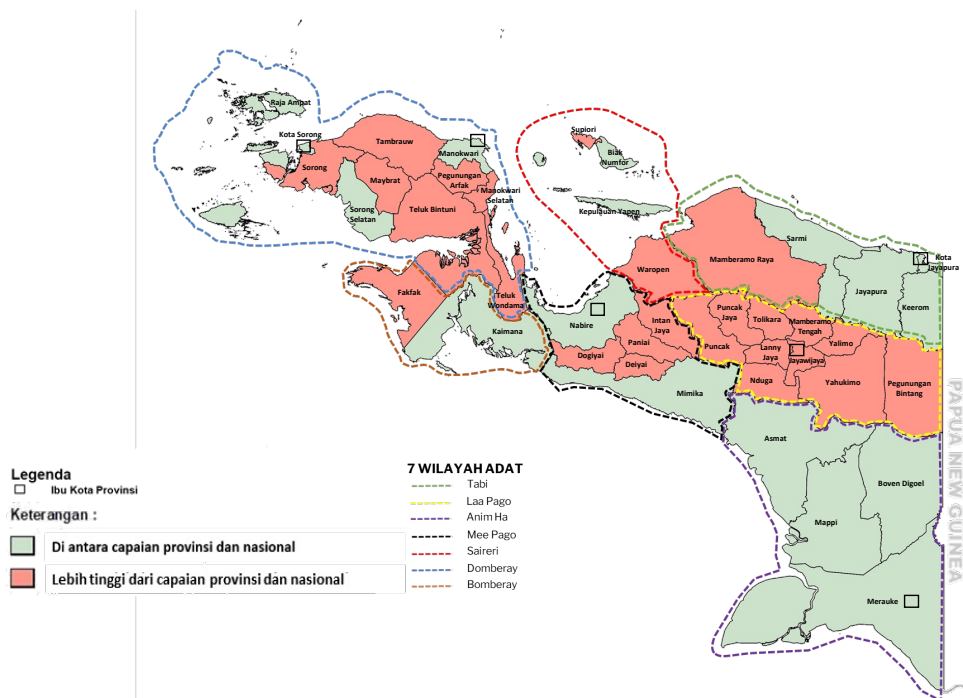 Raja Ampat
Kota Sorong
Sorong
Tambrauw
Manokwari
Maybrat
Pegunungan
Arfak
Manokwari
Selatan
Sorong
Selatan
Teluk Bintuni
Fakfak
Teluk
Wondama
Kaimana
Supiori
Biak
Numfor
Kepulauan Yapen
Waropen
Mamberamo Raya
Sarmi
Kota
Jayapura
Jayapura
Keerom
Nabire
Intan
Jaya
Dogiyai
Paniai
Deiyai
Mimika
Puncak
Jaya
Puncak
Tolikara
Mamberamo
Tengah
Lanny
Jaya
Jayawijaya
Yalimo
Nduga
Yahukimo
Pegunungan
Bintang
Asmat
Boven Digoel
Mappi
Merauke
PAPUA NEW GUINEA
Legenda
Ibu Kota Provinsi
Keterangan :
Di antara capaian provinsi dan nasional
Lebih tinggi dari capaian provinsi dan nasional
7 WILAYAH ADAT
Tabi
Laa Pago
Anim Ha
Mee Pago
Saireri
Domberay
Bomberay